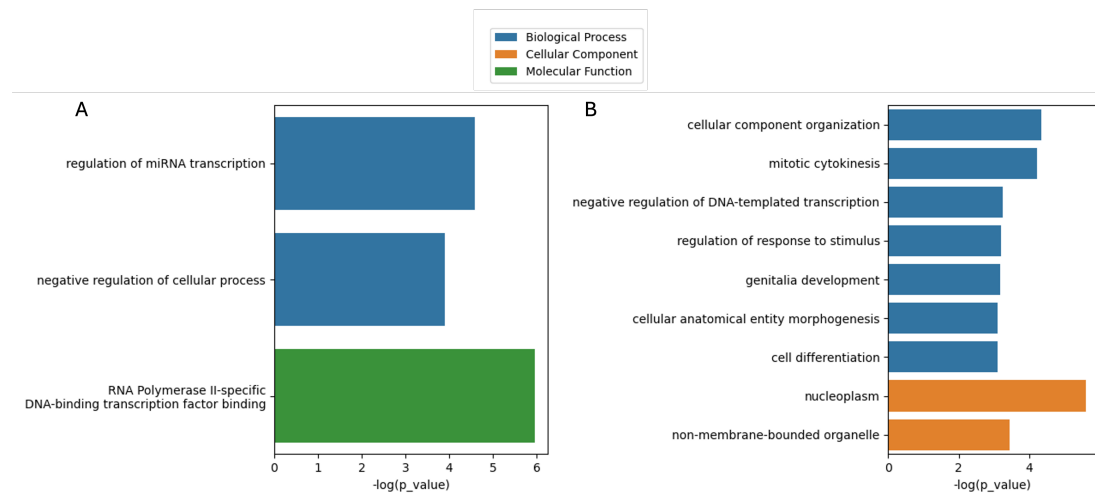 Biological Process
Cellular Component
Molecular Function
A
regulation of miRNA transcription
negative regulation of cellular process
RNA Polymerase II-specific
DNA-binding transcription factor binding
0 1 2 3 4 5 6
-log(p_value)
B
cellular component organization
mitotic cytokinesis
negative regulation of DNA-templated transcription
regulation of response to stimulus
genitalia development
cellular anatomical entity morphogenesis
cell differentiation
nucleoplasm
non-membrane-bounded organelle
0 2 4
-log(p_value)